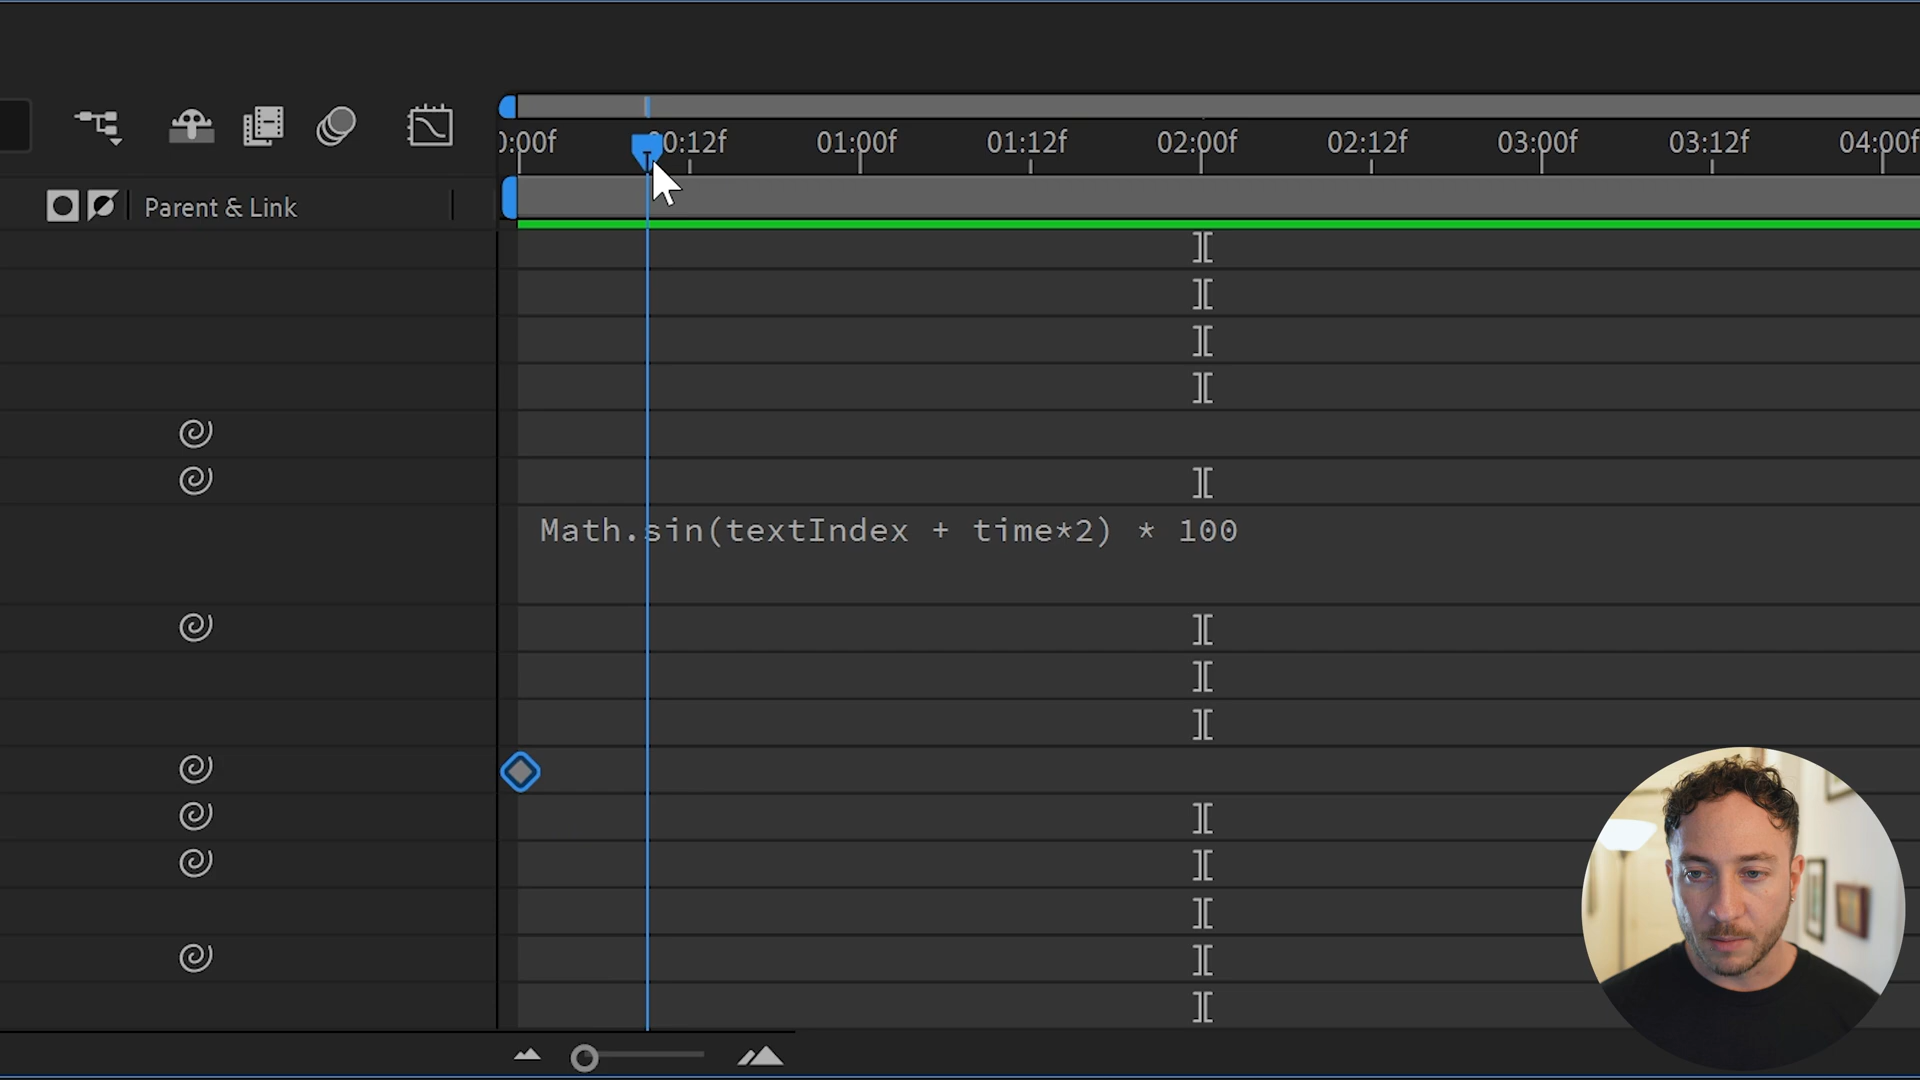 0:00f 0:12f 01:00f 01:12f 02:00f 02:12f 03:00f 03:12f 04:00f
Parent & Link
Math.sin(textIndex + time*2) * 100